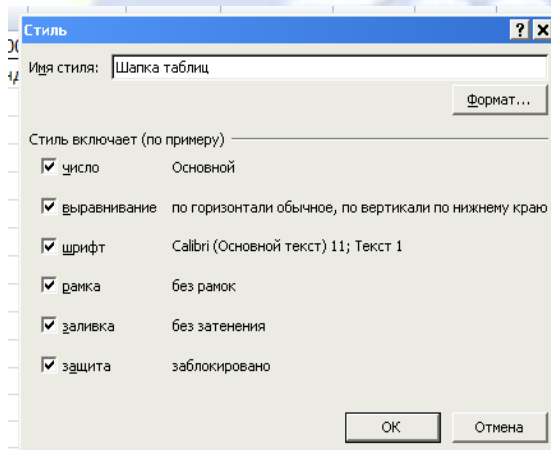 Стиль
Имя стиля: Шапка таблиц
Формат...
Стиль включает (по примеру)
число Основной
выравнивание по горизонтали обычное, по вертикали по нижнему краю
шрифт Calibri (Основной текст) 11; Текст 1
рамка без рамок
заливка без затенения
защита заблокировано
ОК Отмена